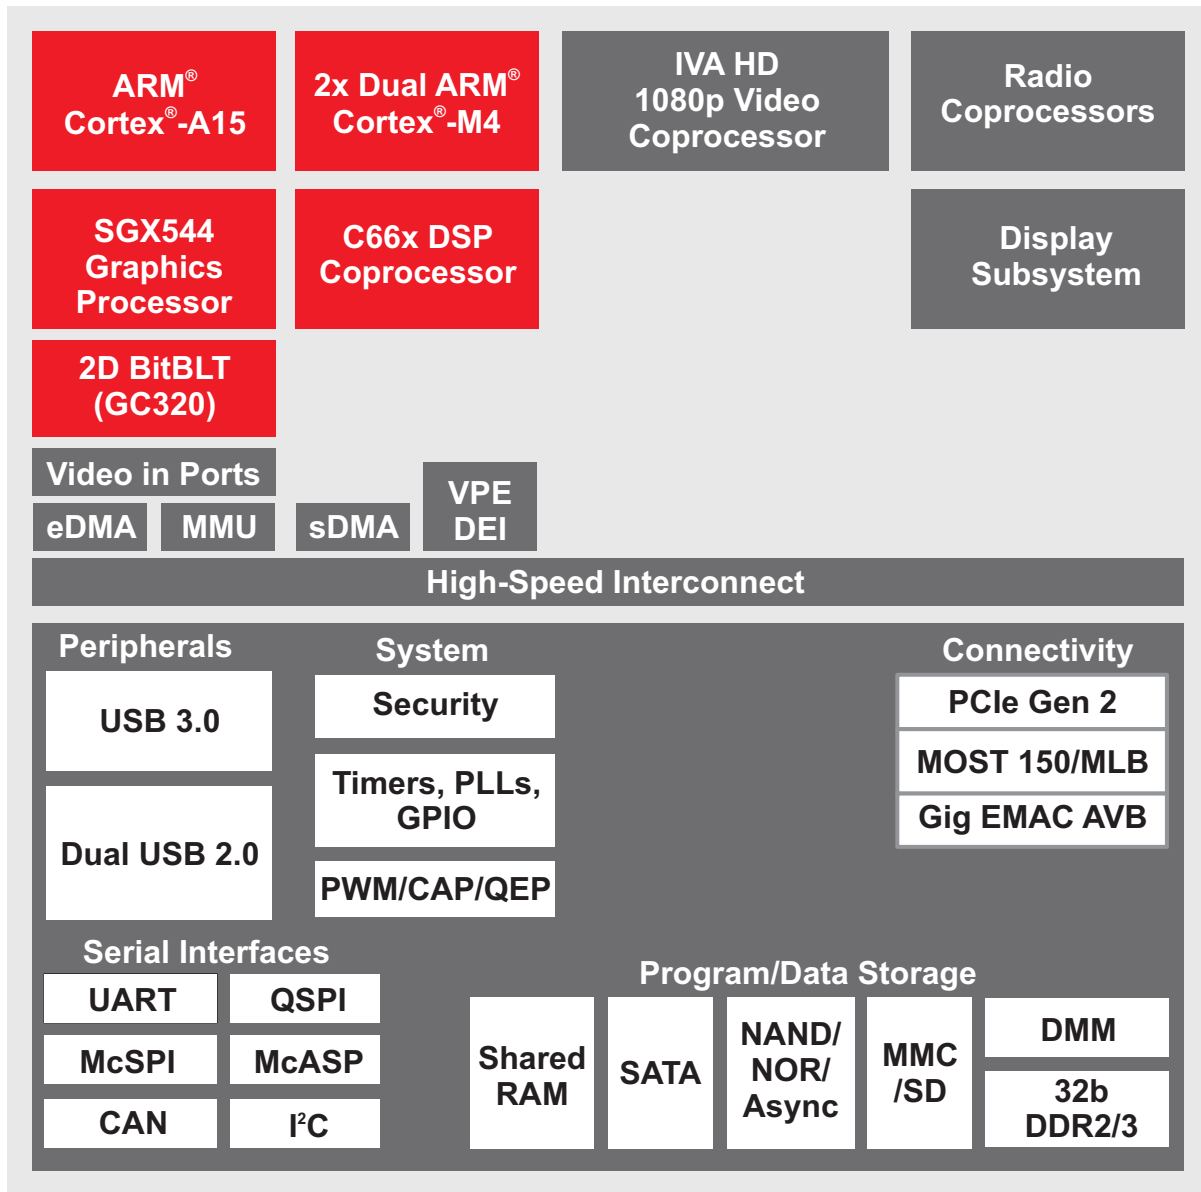 ARM®
Cortex®-A15
2x Dual ARM®
Cortex®-M4
IVA HD
1080p Video
Coprocessor
Radio
Coprocessors
SGX544
Graphics
Processor
C66x DSP
Coprocessor
Display
Subsystem
2D BitBLT
(GC320)
Video in Ports
eDMA
MMU
sDMA
VPE
DEI
High-Speed Interconnect
Peripherals
USB 3.0
Dual USB 2.0
System
Security
Timers, PLLs,
GPIO
PWM/CAP/QEP
Connectivity
PCIe Gen 2
MOST 150/MLB
Gig EMAC AVB
Serial Interfaces
UART
QSPI
McSPI
McASP
CAN
I²C
Program/Data Storage
Shared
RAM
SATA
NAND/
NOR/
Async
MMC
/SD
DMM
32b
DDR2/3